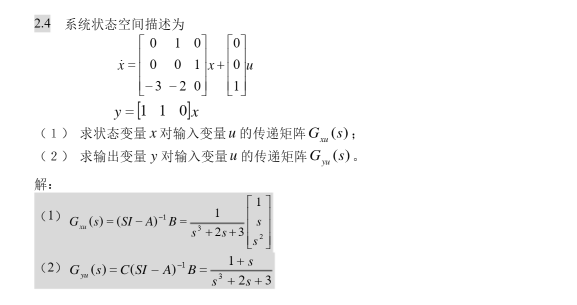 2.4 系统状态空间描述为
ẋ = [0 1 0; 0 0 1; −3 −2 0] x + [0; 0; 1] u
y = [1 1 0]x
（１） 求状态变量 x 对输入变量 u 的传递矩阵 G_xu(s)；
（２） 求输出变量 y 对输入变量 u 的传递矩阵 G_yu(s)。
解：
（1）G_xu(s) = (SI − A)^-1 B = 1/(s^3 + 2s + 3) [1; s; s^2]
（2）G_yu(s) = C(SI − A)^-1 B = (1 + s)/(s^3 + 2s + 3)